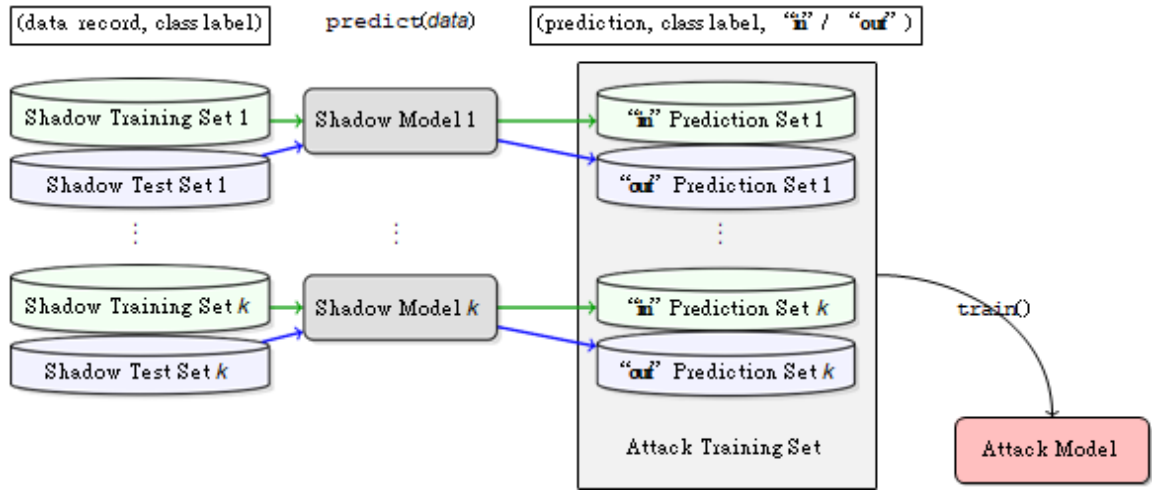 (data record, class label)
predict(data)
(prediction, class label, “in” / “out” )
Shadow Training Set 1
Shadow Model 1
“in” Prediction Set 1
Shadow Test Set 1
“out” Prediction Set 1
⋮
⋮
⋮
Shadow Training Set k
Shadow Model k
“in” Prediction Set k
train()
Shadow Test Set k
“out” Prediction Set k
Attack Training Set
Attack Model